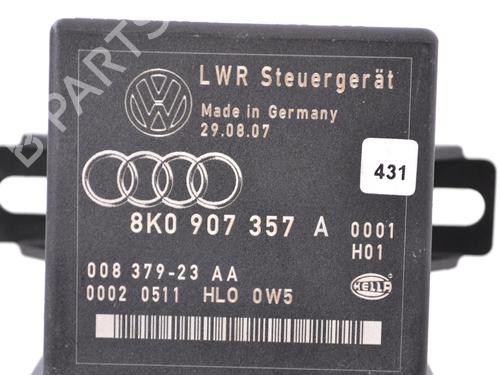 LWR Steuergerät
Made in Germany
29.08.07
431
8K0 907 357 A 0001
H01
008 379-23 AA
0002 0511 HLO 0W5
HELLA
B-PARTS